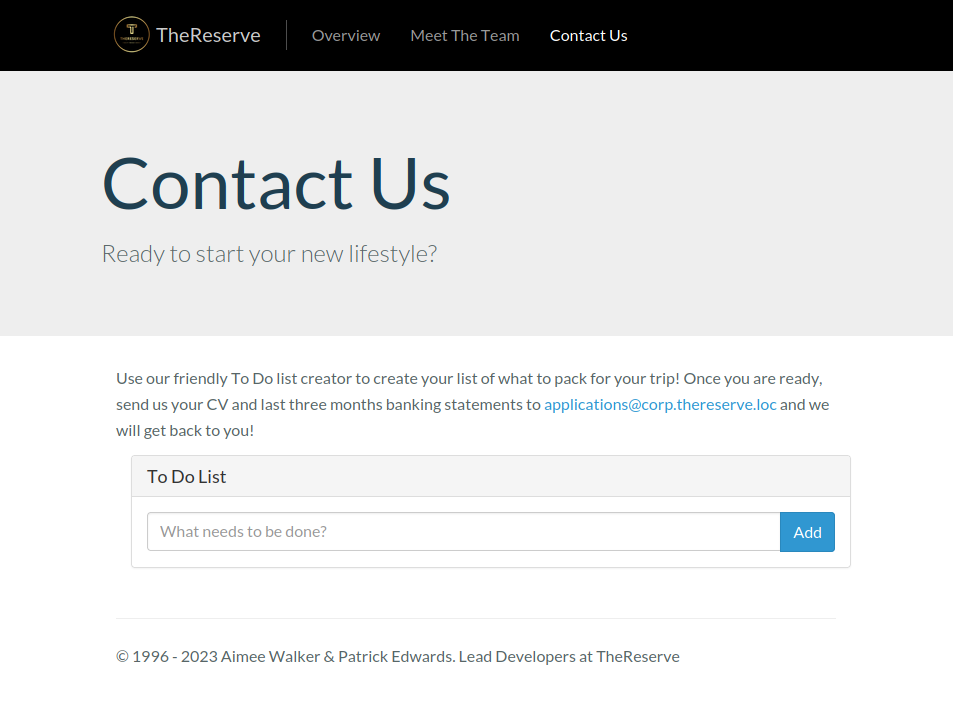 TheReserve
Overview
Meet The Team
Contact Us
Contact Us
Ready to start your new lifestyle?
Use our friendly To Do list creator to create your list of what to pack for your trip! Once you are ready,
send us your CV and last three months banking statements to applications@corp.thereserve.loc and we
will get back to you!
To Do List
What needs to be done?
Add
© 1996 - 2023 Aimee Walker & Patrick Edwards. Lead Developers at TheReserve